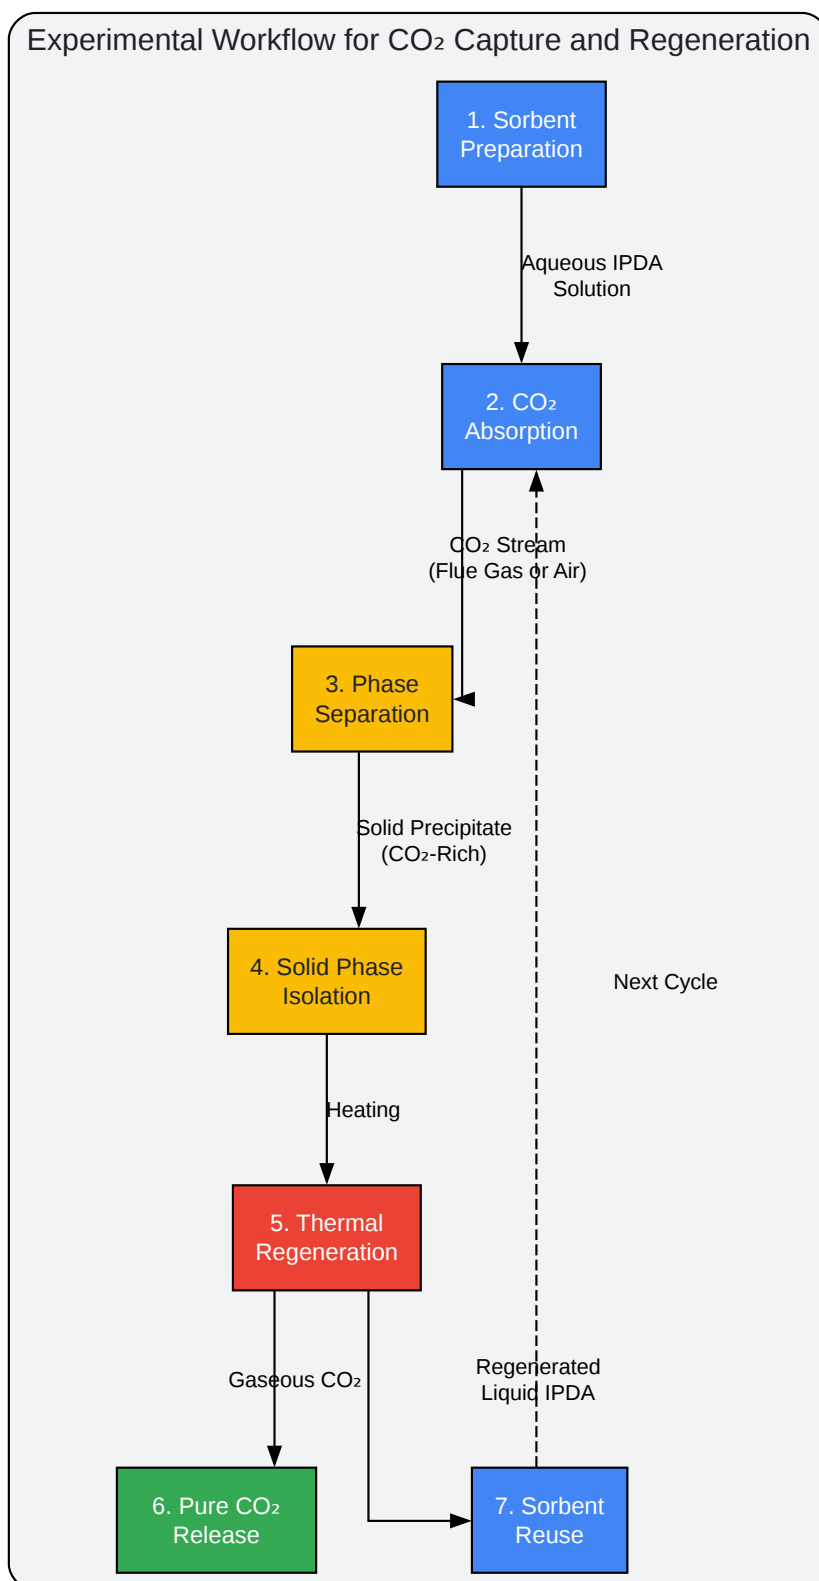 Experimental Workflow for CO₂ Capture and Regeneration
1. Sorbent
Preparation
Aqueous IPDA
Solution
2. CO₂
Absorption
CO₂ Stream
(Flue Gas or Air)
3. Phase
Separation
Solid Precipitate
(CO₂-Rich)
4. Solid Phase
Isolation
Next Cycle
Heating
5. Thermal
Regeneration
Gaseous CO₂
Regenerated
Liquid IPDA
6. Pure CO₂
Release
7. Sorbent
Reuse